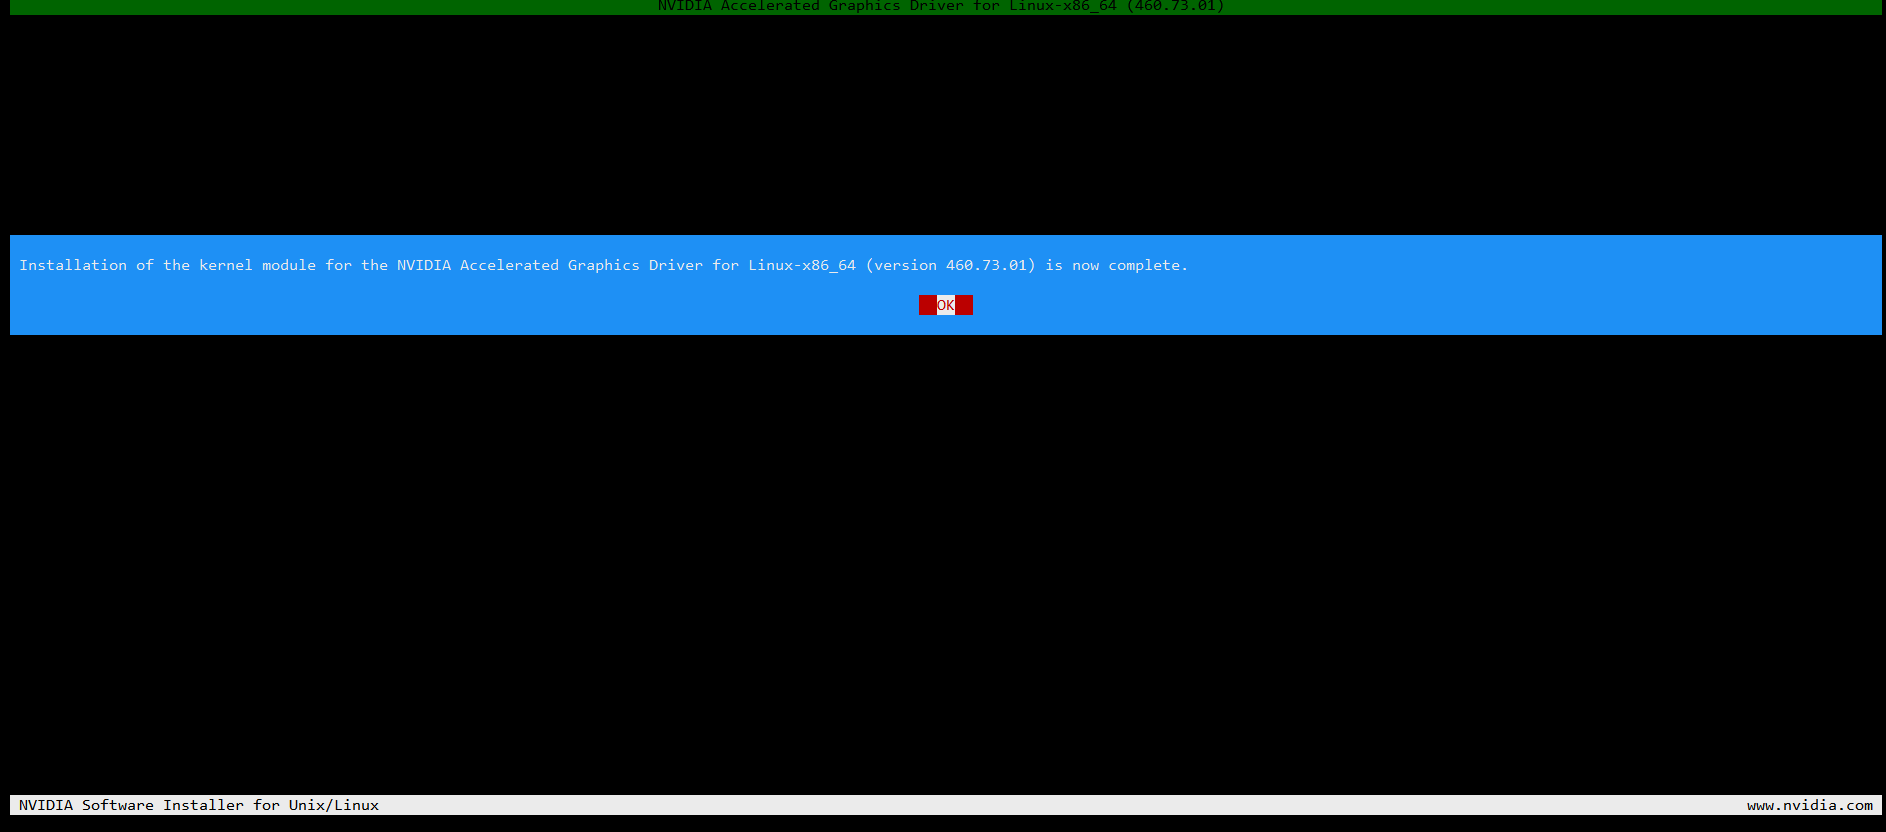 NVIDIA Accelerated Graphics Driver for Linux-x86_64 (460.73.01)
Installation of the kernel module for the NVIDIA Accelerated Graphics Driver for Linux-x86_64 (version 460.73.01) is now complete.
OK
NVIDIA Software Installer for Unix/Linux
www.nvidia.com